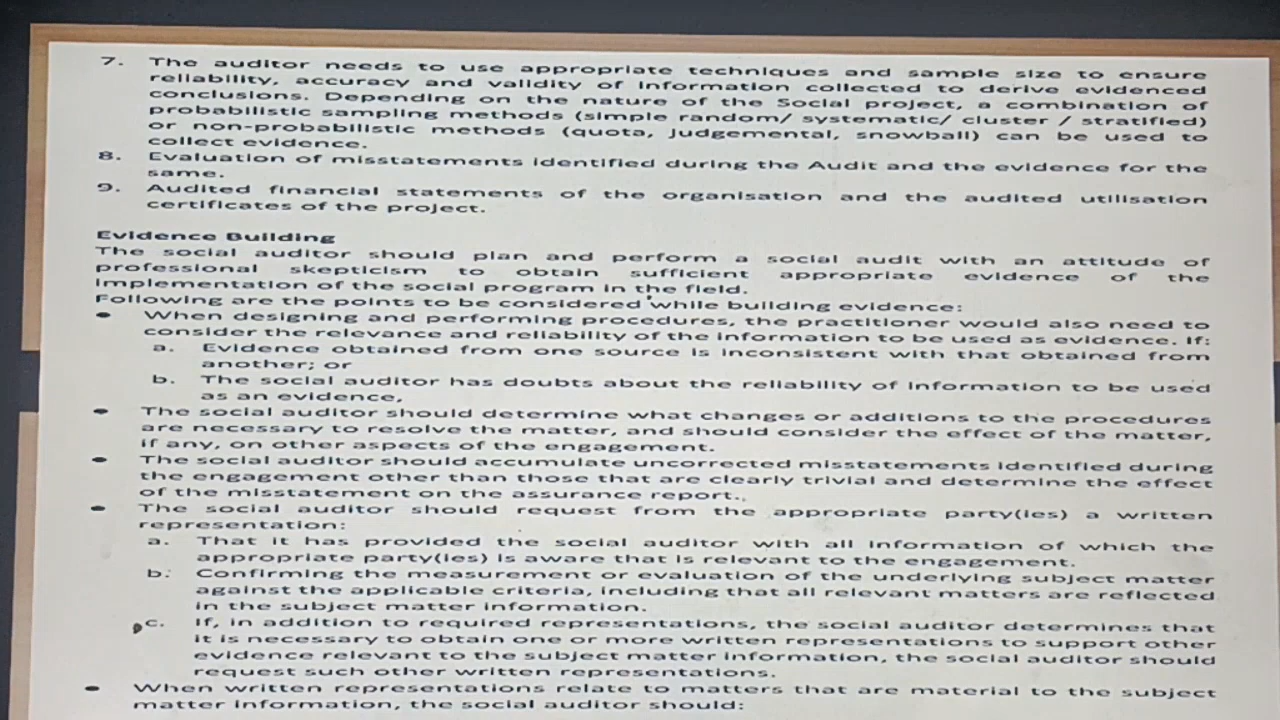 7. The auditor needs to use appropriate techniques and sample size to ensure
reliability, accuracy and validity of information collected to derive evidenced
conclusions. Depending on the nature of the Social project, a combination of
probabilistic sampling methods (simple random/ systematic/ cluster / stratified)
or non-probabilistic methods (quota, judgemental, snowball) can be used to
collect evidence.
8. Evaluation of misstatements identified during the Audit and the evidence for the
same.
9. Audited financial statements of the organisation and the audited utilisation
certificates of the project.
Evidence Building
The social auditor should plan and perform a social audit with an attitude of
professional skepticism to obtain sufficient appropriate evidence of the
implementation of the social program in the field.
Following are the points to be considered while building evidence:
• When designing and performing procedures, the practitioner would also need to
consider the relevance and reliability of the information to be used as evidence. If:
a. Evidence obtained from one source is inconsistent with that obtained from
another; or
b. The social auditor has doubts about the reliability of information to be used
as an evidence,
• The social auditor should determine what changes or additions to the procedures
are necessary to resolve the matter, and should consider the effect of the matter,
if any, on other aspects of the engagement.
• The social auditor should accumulate uncorrected misstatements identified during
the engagement other than those that are clearly trivial and determine the effect
of the misstatement on the assurance report.
• The social auditor should request from the appropriate party(ies) a written
representation:
a. That it has provided the social auditor with all information of which the
appropriate party(ies) is aware that is relevant to the engagement.
b. Confirming the measurement or evaluation of the underlying subject matter
against the applicable criteria, including that all relevant matters are reflected
in the subject matter information.
c. If, in addition to required representations, the social auditor determines that
it is necessary to obtain one or more written representations to support other
evidence relevant to the subject matter information, the social auditor should
request such other written representations.
• When written representations relate to matters that are material to the subject
matter information, the social auditor should: